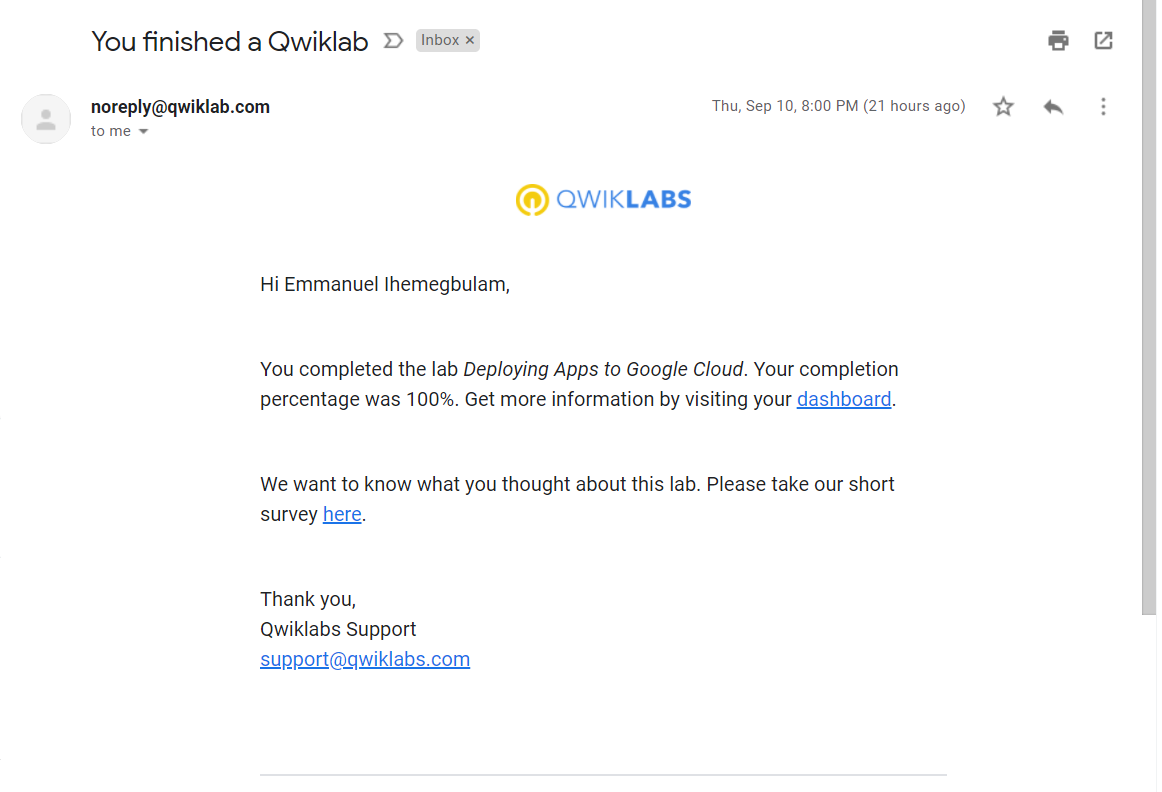 You finished a Qwiklab
Inbox ×
noreply@qwiklab.com
Thu, Sep 10, 8:00 PM (21 hours ago)
to me
QWIKLABS
Hi Emmanuel Ihemegbulam,
You completed the lab Deploying Apps to Google Cloud. Your completion
percentage was 100%. Get more information by visiting your dashboard.
We want to know what you thought about this lab. Please take our short
survey here.
Thank you,
Qwiklabs Support
support@qwiklabs.com